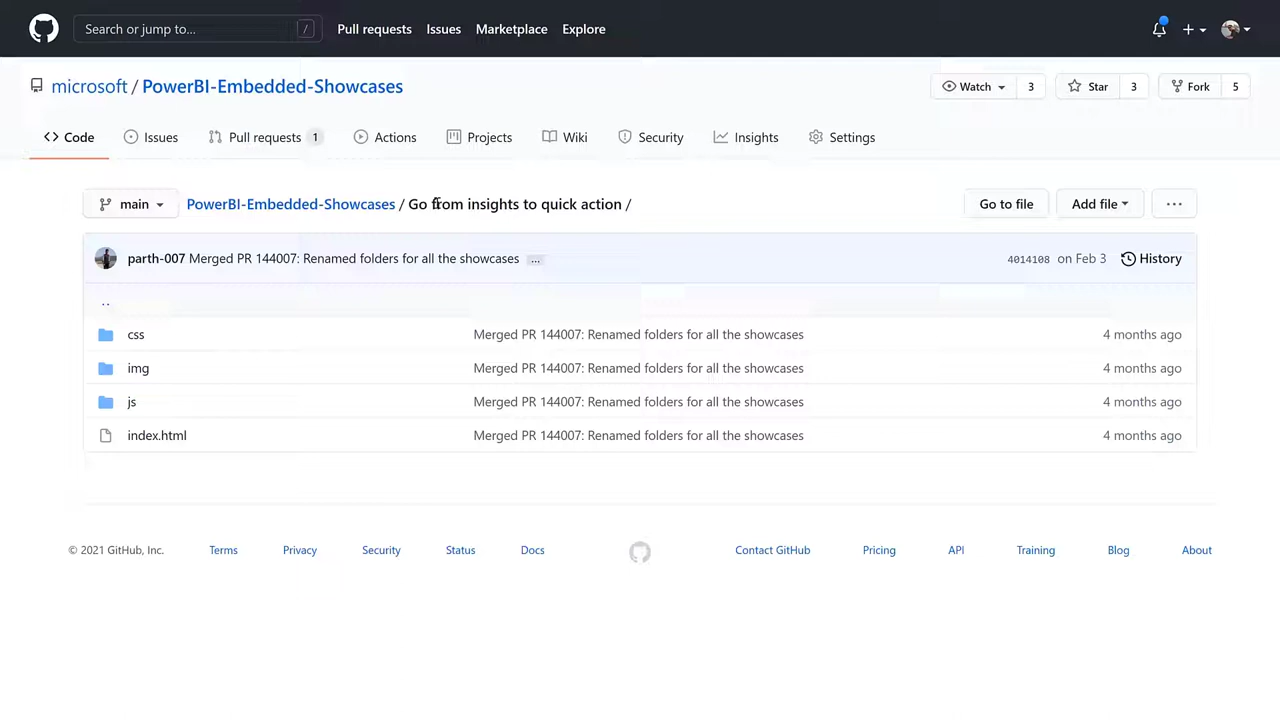 Search or jump to... /
Pull requests Issues Marketplace Explore
microsoft / PowerBI-Embedded-Showcases
Watch 3 Star 3 Fork 5
Code Issues Pull requests 1 Actions Projects Wiki Security Insights Settings
main PowerBI-Embedded-Showcases / Go from insights to quick action /
Go to file Add file ...
parth-007 Merged PR 144007: Renamed folders for all the showcases ... 4014108 on Feb 3 History
..
css Merged PR 144007: Renamed folders for all the showcases 4 months ago
img Merged PR 144007: Renamed folders for all the showcases 4 months ago
js Merged PR 144007: Renamed folders for all the showcases 4 months ago
index.html Merged PR 144007: Renamed folders for all the showcases 4 months ago
© 2021 GitHub, Inc. Terms Privacy Security Status Docs Contact GitHub Pricing API Training Blog About